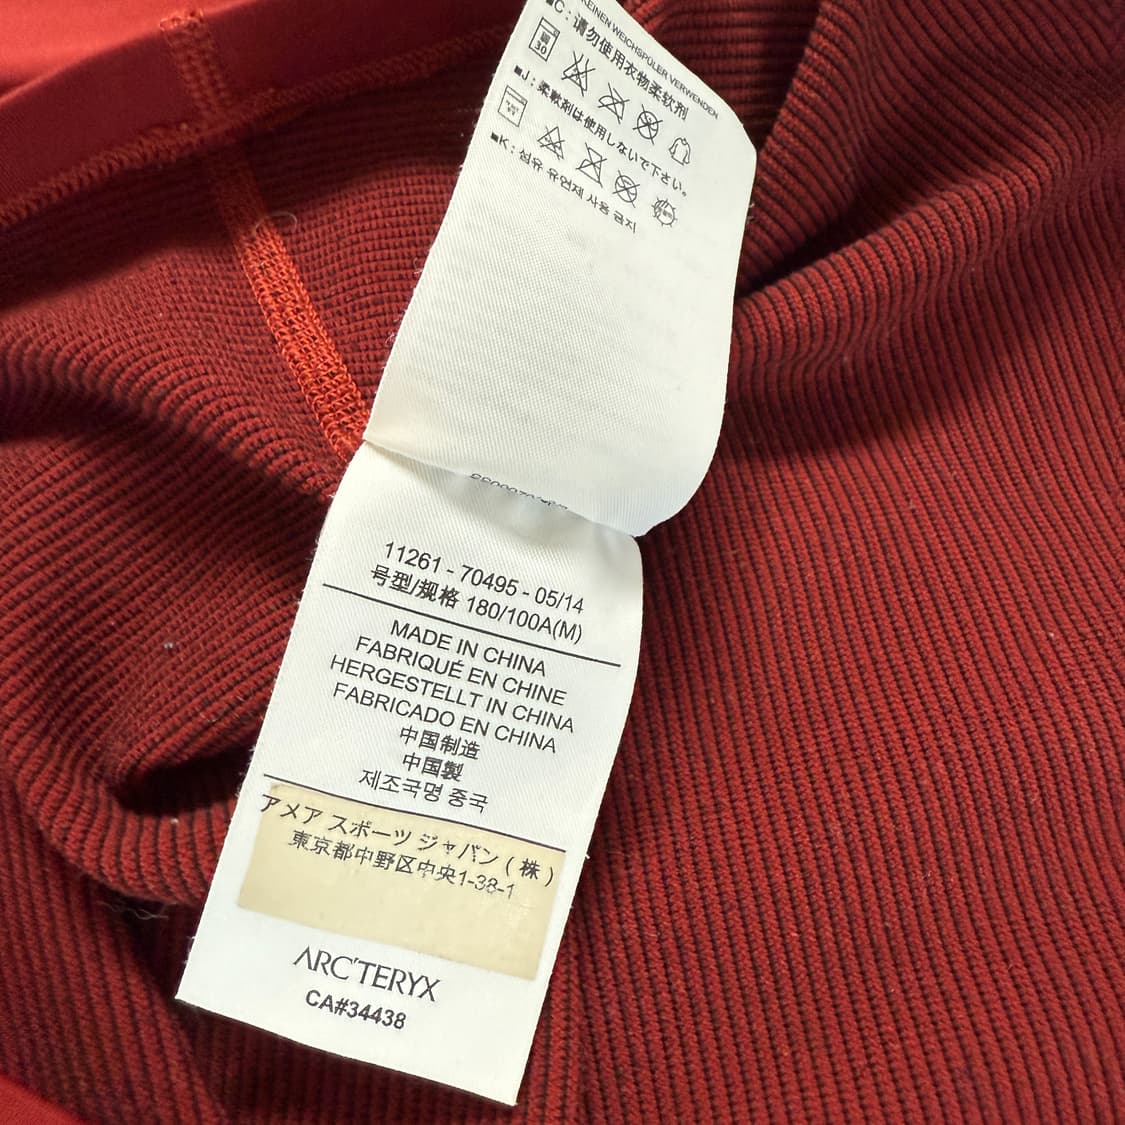 KEINEN WEICHSPÜLER VERWENDEN
■C : 请勿使用衣物柔软剂
30
■J : 柔軟剤は使用しないで下さい。
■K : 섬유 유연제 사용 금지
11261 - 70495 - 05/14
号型/规格 180/100A(M)
MADE IN CHINA
FABRIQUÉ EN CHINE
HERGESTELLT IN CHINA
FABRICADO EN CHINA
中国制造
中国製
제조국명 중국
アメア スポーツ ジャパン ( 株 )
東京都中野区中央1-38-1
ARC'TERYX
CA#34438